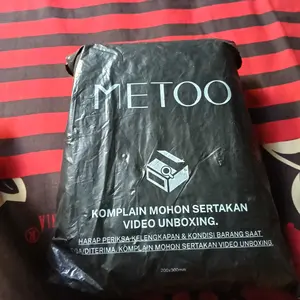 METOO
KOMPLAIN MOHON SERTAKAN
VIDEO UNBOXING.
HARAP PERIKSA KELENGKAPAN & KONDISI BARANG SAAT
DITERIMA, KOMPLAIN MOHON SERTAKAN VIDEO UNBOXING.